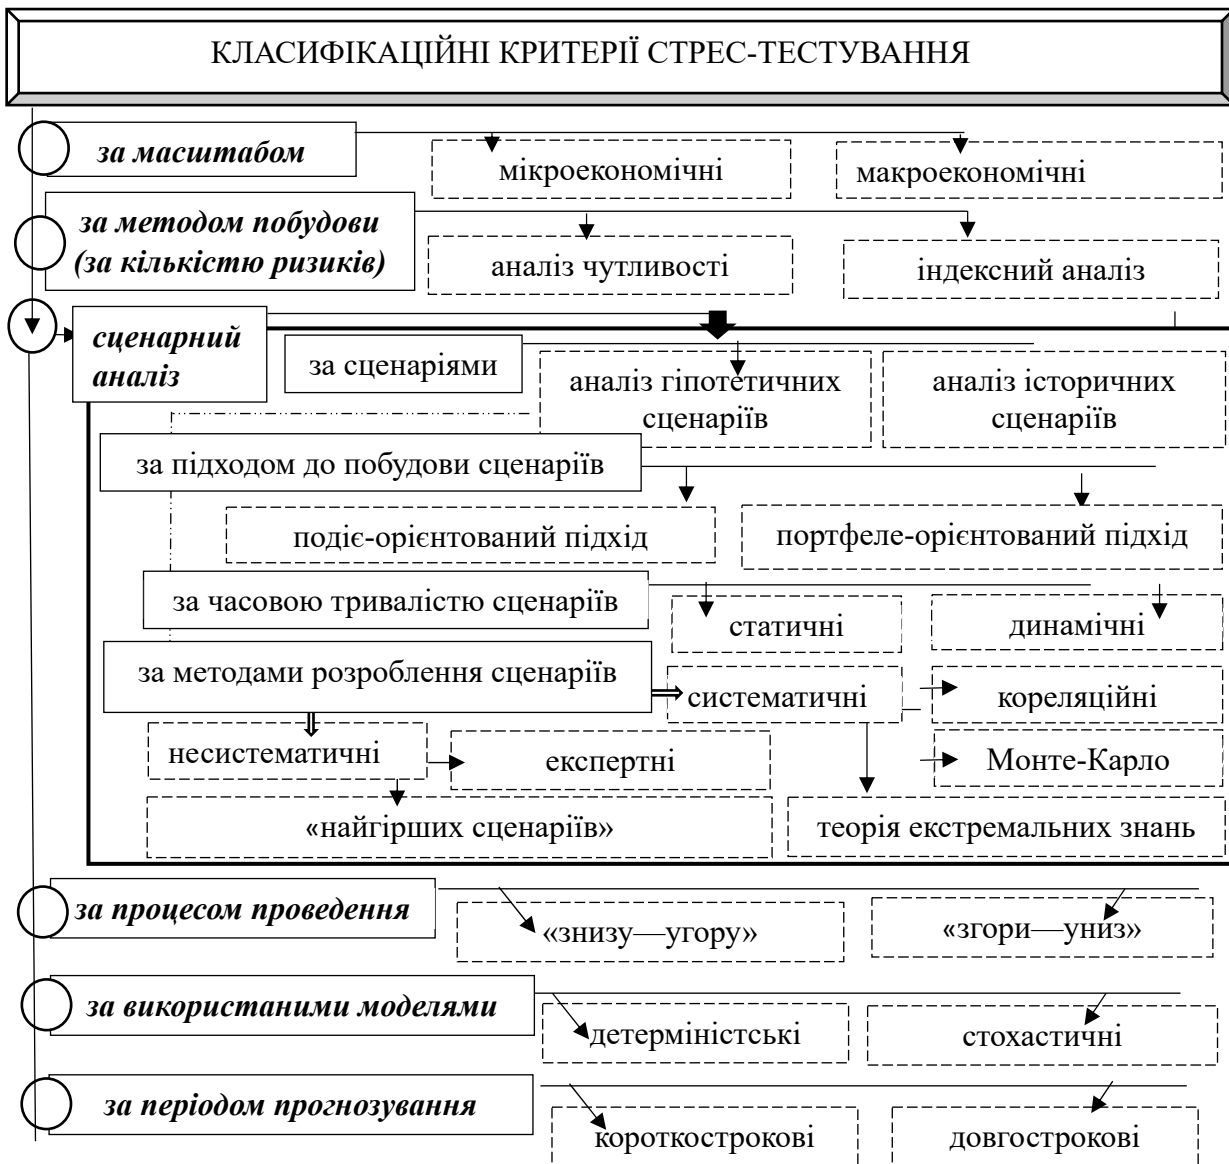 КЛАСИФІКАЦІЙНІ КРИТЕРІЇ СТРЕС-ТЕСТУВАННЯ
за масштабом
мікроекономічні
макроекономічні
за методом побудови
(за кількістю ризиків)
аналіз чутливості
індексний аналіз
сценарний
аналіз
за сценаріями
аналіз гіпотетичних
сценаріїв
аналіз історичних
сценаріїв
за підходом до побудови сценаріїв
подіє-орієнтований підхід
портфеле-орієнтований підхід
за часовою тривалістю сценаріїв
статичні
динамічні
за методами розроблення сценаріїв
систематичні
кореляційні
несистематичні
експертні
Монте-Карло
«найгірших сценаріїв»
теорія екстремальних знань
за процесом проведення
«знизу—угору»
«згори—униз»
за використаними моделями
детерміністські
стохастичні
за періодом прогнозування
короткострокові
довгострокові